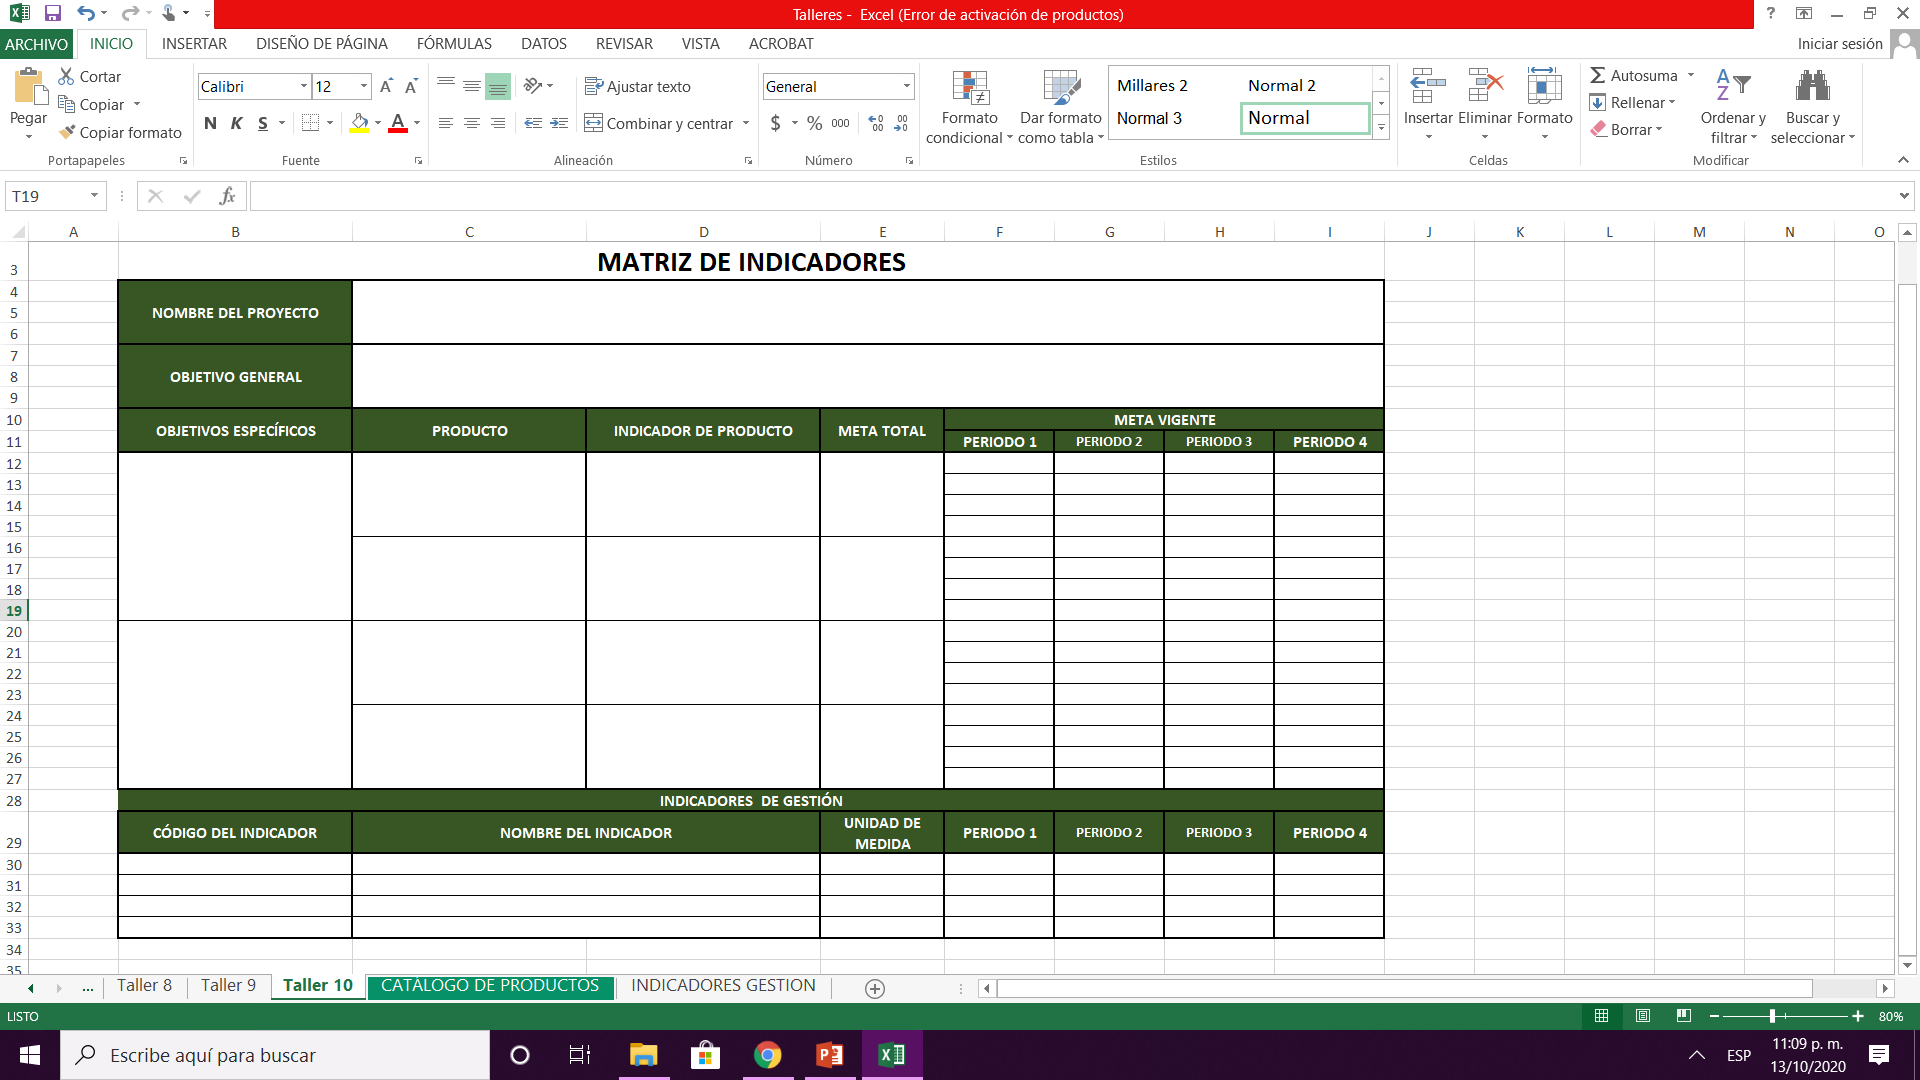 Talleres - Excel (Error de activación de productos)
ARCHIVO INICIO INSERTAR DISEÑO DE PÁGINA FÓRMULAS DATOS REVISAR VISTA ACROBAT Iniciar sesión
Pegar
Cortar
Copiar
Copiar formato
Portapapeles
Calibri 12
N K S
Fuente
Ajustar texto
Combinar y centrar
Alineación
General
$ % 000
Número
Formato condicional
Dar formato como tabla
Millares 2 Normal 2
Normal 3 Normal
Estilos
Insertar Eliminar Formato
Celdas
Autosuma
Rellenar
Borrar
Ordenar y filtrar
Buscar y seleccionar
Modificar
T19
fx
A B C D E F G H I J K L M N O
3 MATRIZ DE INDICADORES
4
5 NOMBRE DEL PROYECTO
6
7
8 OBJETIVO GENERAL
9
10 META VIGENTE
OBJETIVOS ESPECÍFICOS PRODUCTO INDICADOR DE PRODUCTO META TOTAL
11 PERIODO 1 PERIODO 2 PERIODO 3 PERIODO 4
12
13
14
15
16
17
18
19
20
21
22
23
24
25
26
27
28 INDICADORES DE GESTIÓN
29 CÓDIGO DEL INDICADOR NOMBRE DEL INDICADOR UNIDAD DE MEDIDA PERIODO 1 PERIODO 2 PERIODO 3 PERIODO 4
30
31
32
33
34
35
... Taller 8 Taller 9 Taller 10 CATÁLOGO DE PRODUCTOS INDICADORES GESTION
LISTO 80%
Escribe aquí para buscar
ESP
11:09 p. m.
13/10/2020